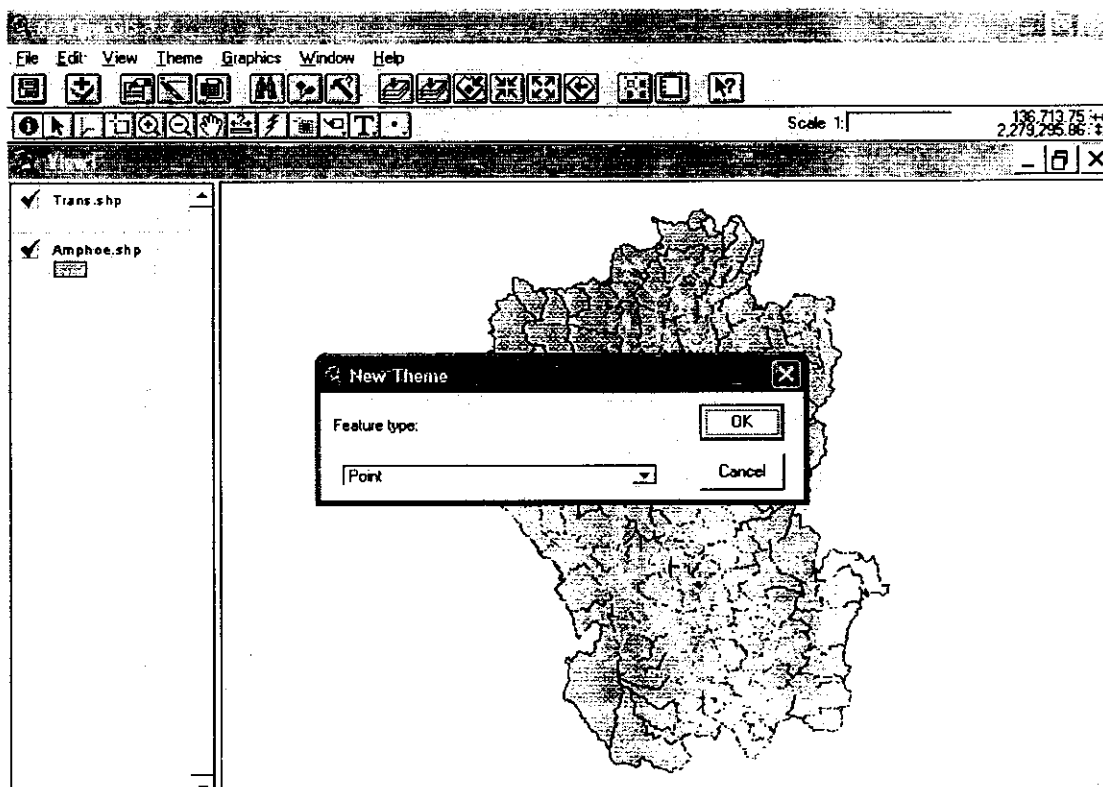 File Edit View Theme Graphics Window Help
Scale 1:
136,713.75
2,279,295.86
View1
Trans.shp
Amphoe.shp
New Theme
Feature type:
OK
Point
Cancel